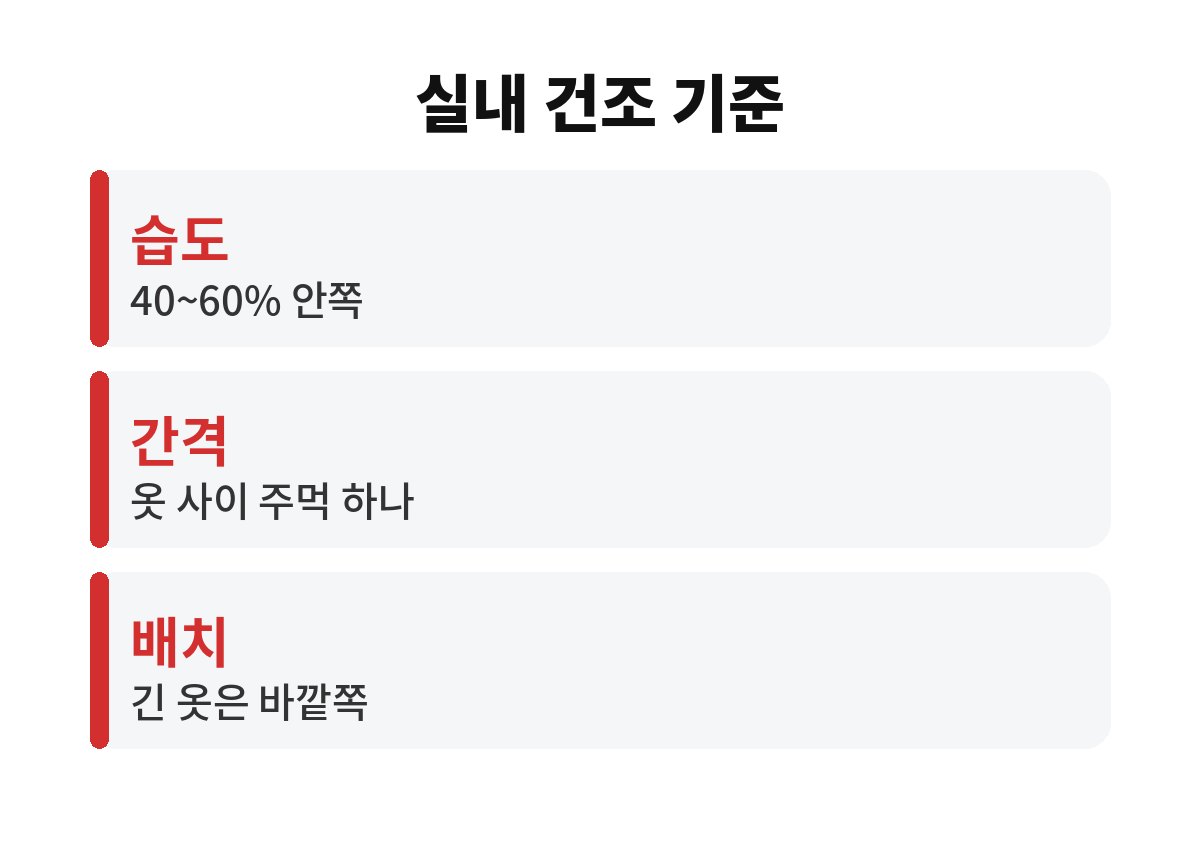 실내 건조 기준
습도
40~60% 안쪽
간격
옷 사이 주먹 하나
배치
긴 옷은 바깥쪽